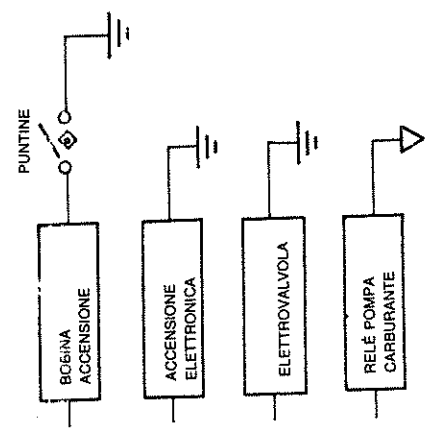 PUNTINE
BOBINA
ACCENSIONE
ACCENSIONE
ELETTRONICA
ELETTROVALVOLA
RELÈ POMPA
CARBURANTE